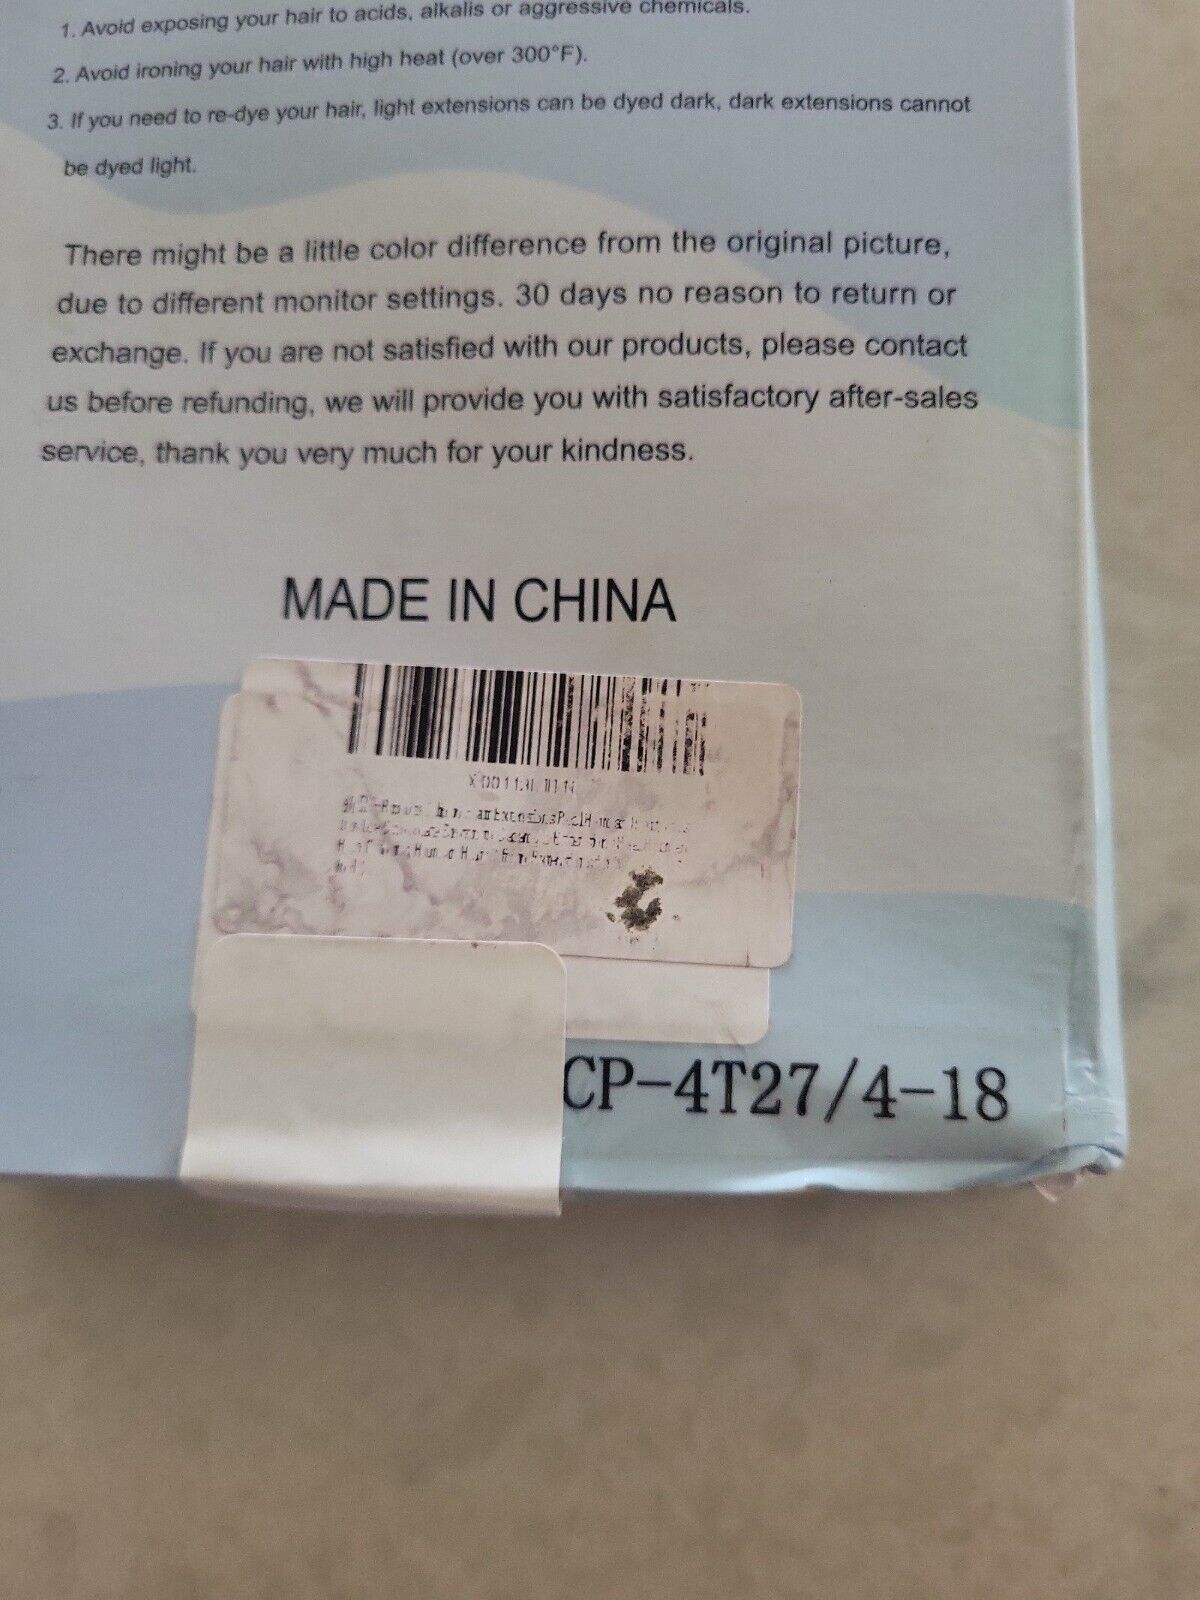 1. Avoid exposing your hair to acids, alkalis or aggressive chemicals.
2. Avoid ironing your hair with high heat (over 300°F).
3. If you need to re-dye your hair, light extensions can be dyed dark, dark extensions cannot
be dyed light.
There might be a little color difference from the original picture,
due to different monitor settings. 30 days no reason to return or
exchange. If you are not satisfied with our products, please contact
us before refunding, we will provide you with satisfactory after-sales
service, thank you very much for your kindness.
MADE IN CHINA
CP-4T27/4-18